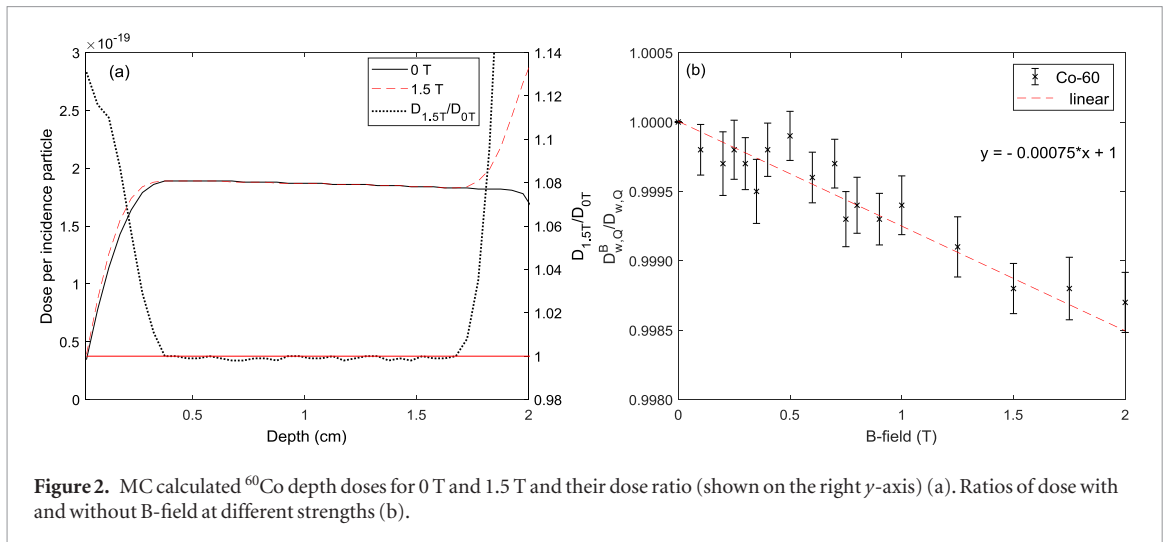 ×10-19
(a)
0 T
1.5 T
D1.5T/D0T
3
2.5
2
1.5
1
0.5
0
Dose per incidence particle
1.14
1.12
1.1
1.08
1.06
1.04
1.02
1
0.98
D1.5T/D0T
0.5
1
1.5
2
Depth (cm)
(b)
Co-60
linear
y = - 0.00075*x + 1
1.0005
1.0000
0.9995
0.9990
0.9985
0.9980
DBw,Q/Dw,Q
0
0.5
1
1.5
2
B-field (T)
Figure 2. MC calculated 60Co depth doses for 0 T and 1.5 T and their dose ratio (shown on the right y-axis) (a). Ratios of dose with
and without B-field at different strengths (b).